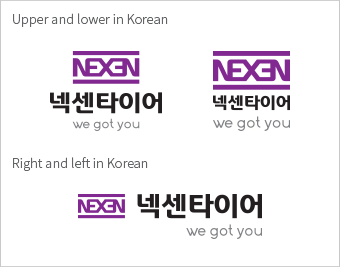 Upper and lower in Korean
NEXEN
넥센타이어
we got you
NEXEN
넥센타이어
we got you
Right and left in Korean
NEXEN 넥센타이어
we got you